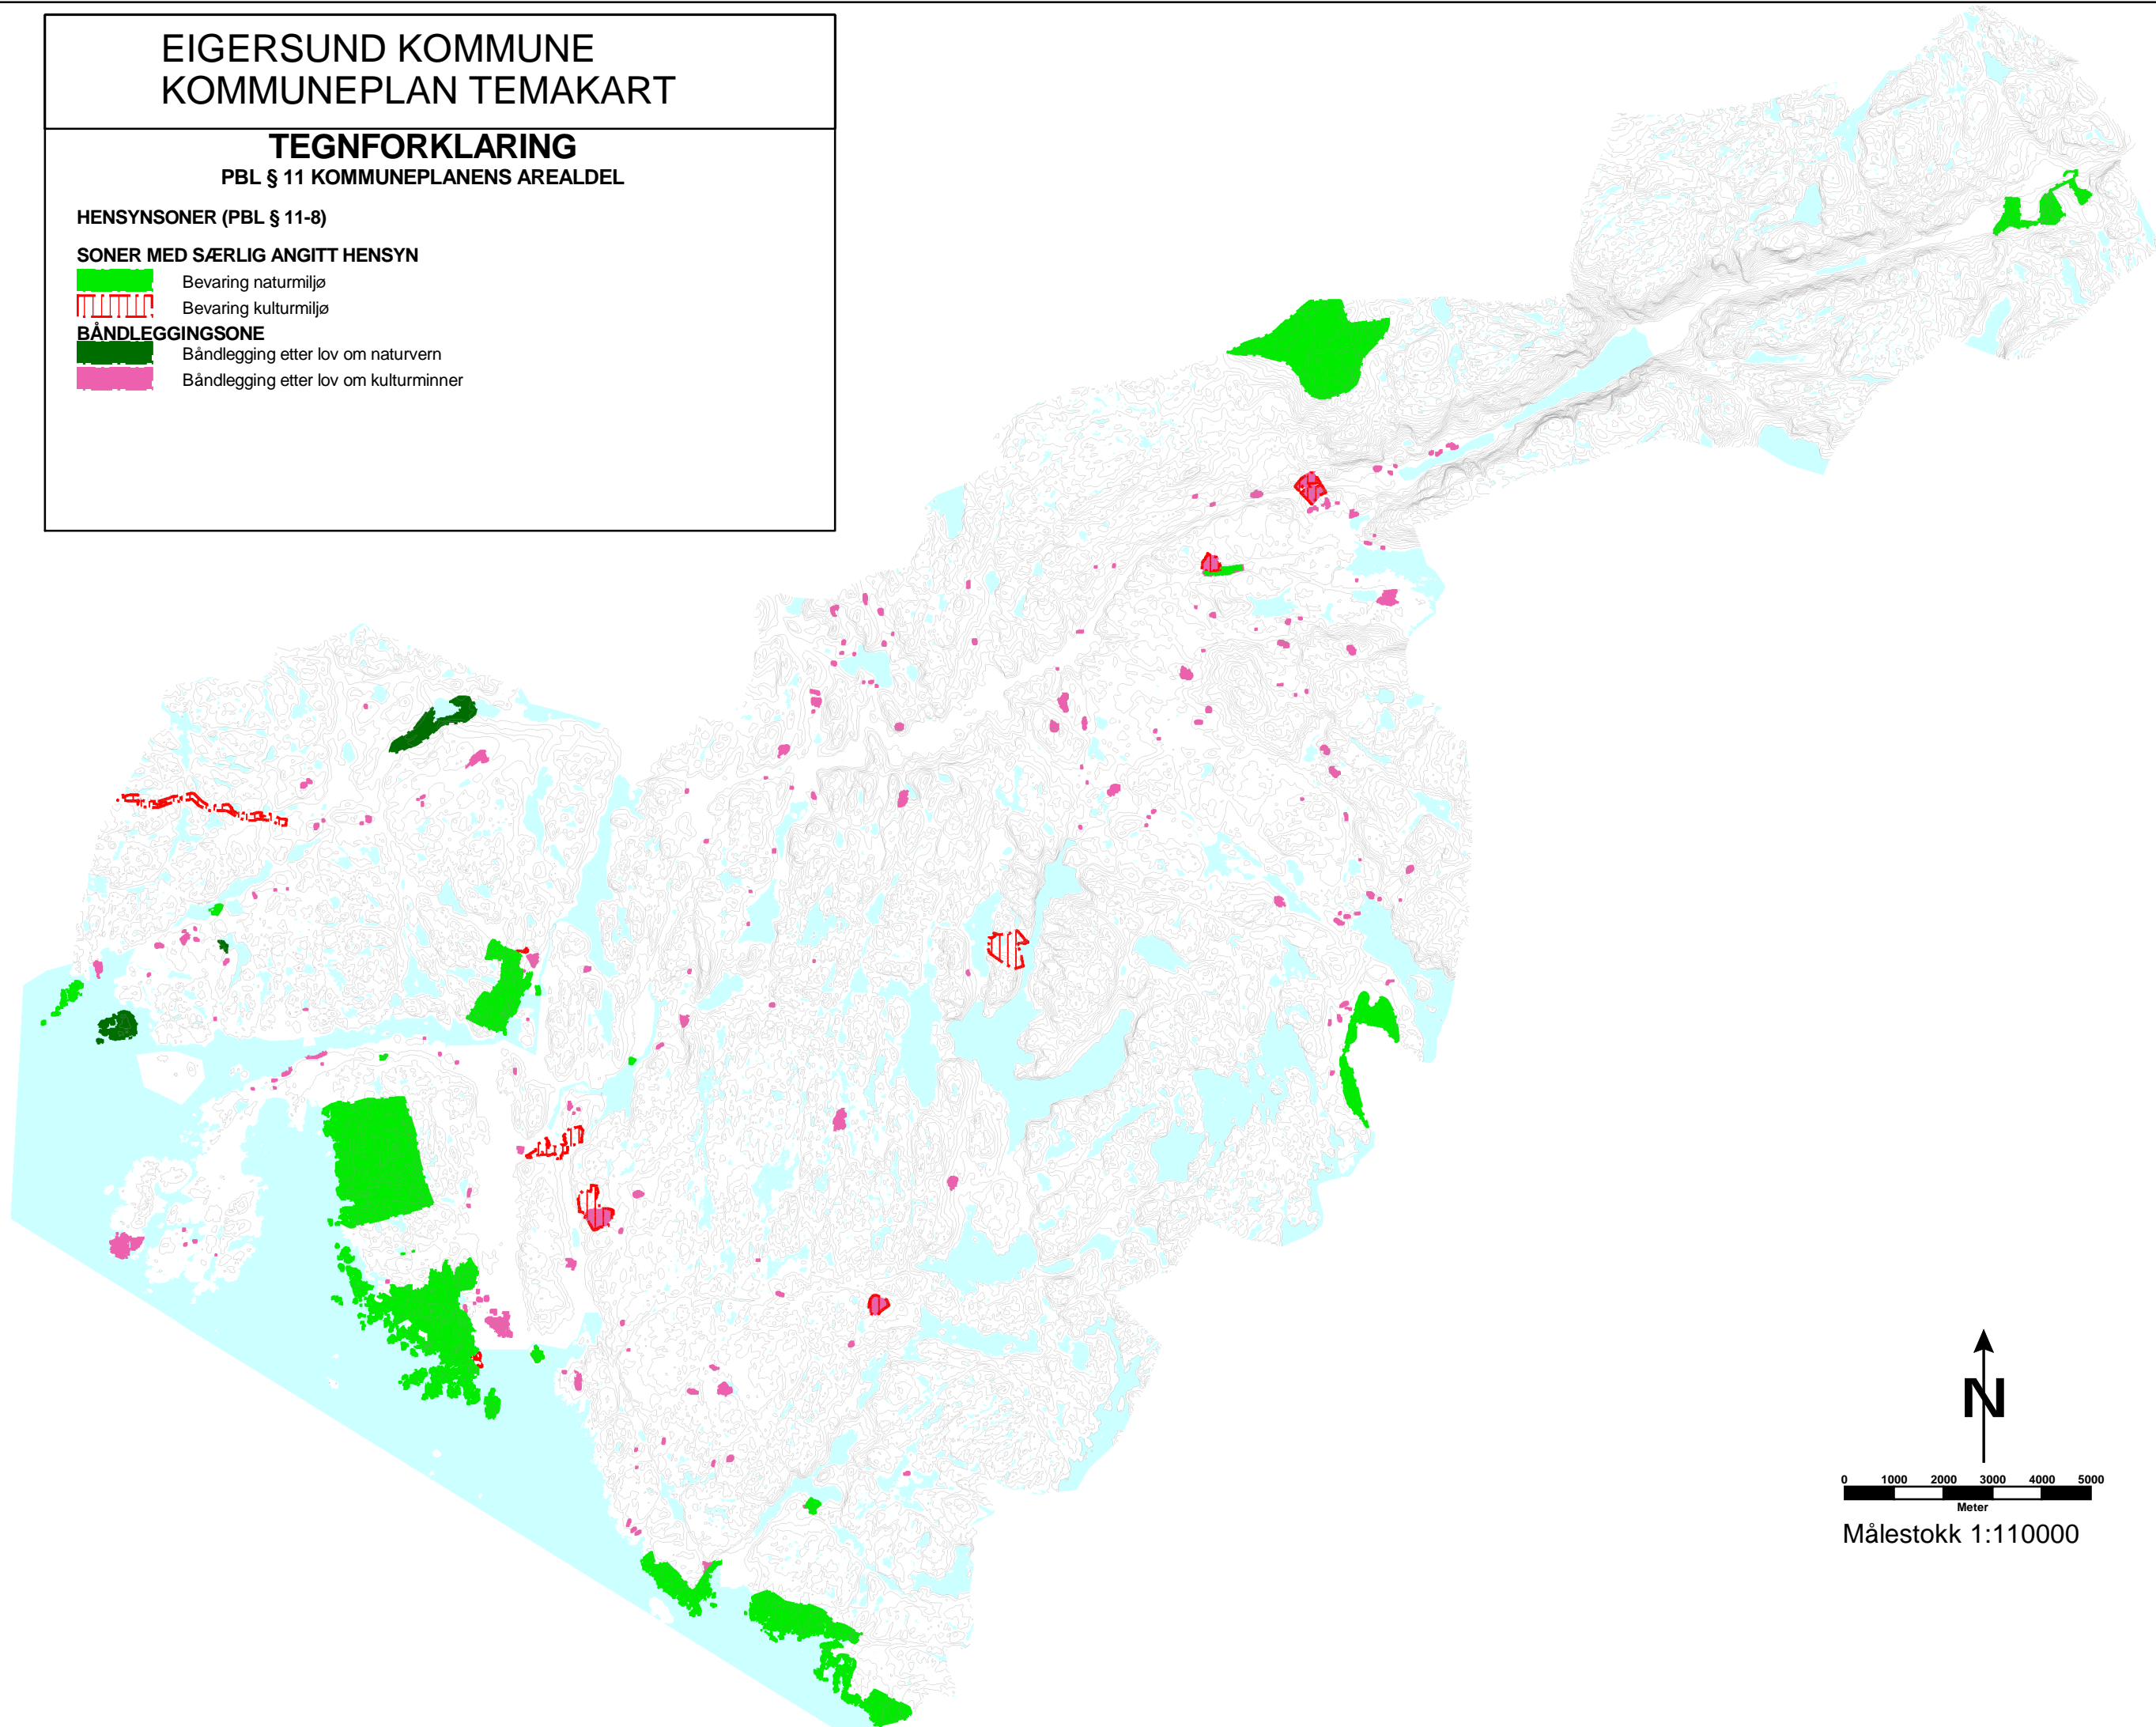 EIGERSUND KOMMUNE
KOMMUNEPLAN TEMAKART
TEGNFORKLARING
PBL § 11 KOMMUNEPLANENS AREALDEL
HENSYNSONER (PBL § 11-8)
SONER MED SÆRLIG ANGITT HENSYN
Bevaring naturmiljø
Bevaring kulturmiljø
BÅNDLEGGINGSONE
Båndlegging etter lov om naturvern
Båndlegging etter lov om kulturminner
N
0 1000 2000 3000 4000 5000
Meter
Målestokk 1:110000